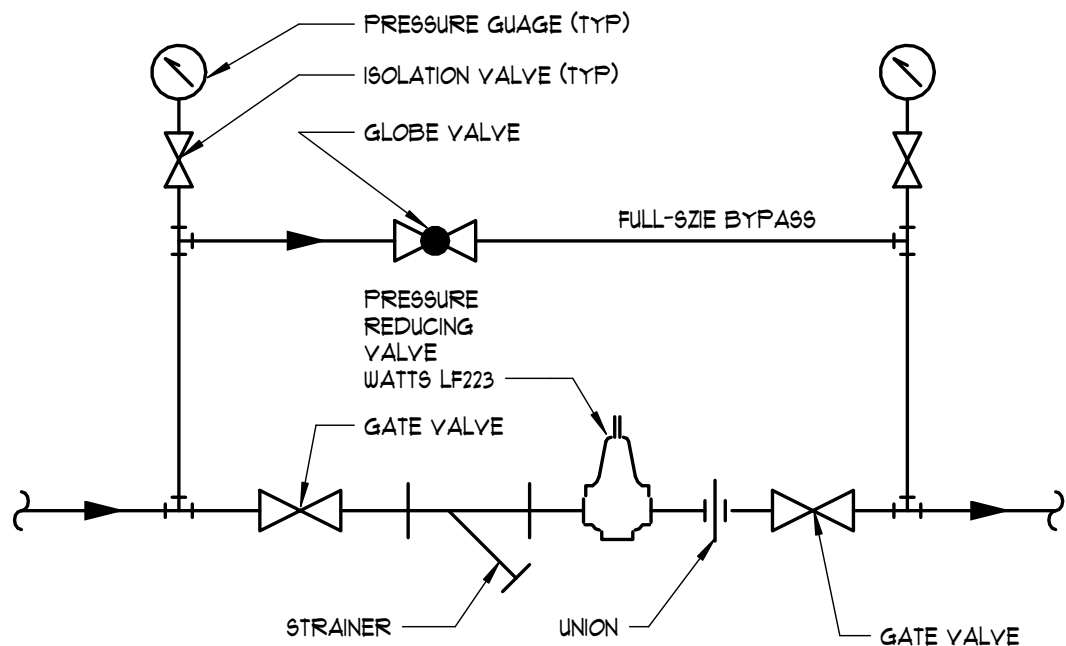 PRESSURE GUAGE (TYP)
ISOLATION VALVE (TYP)
GLOBE VALVE
FULL-SZIE BYPASS
PRESSURE
REDUCING
VALVE
WATTS LF223
GATE VALVE
STRAINER
UNION
GATE VALVE